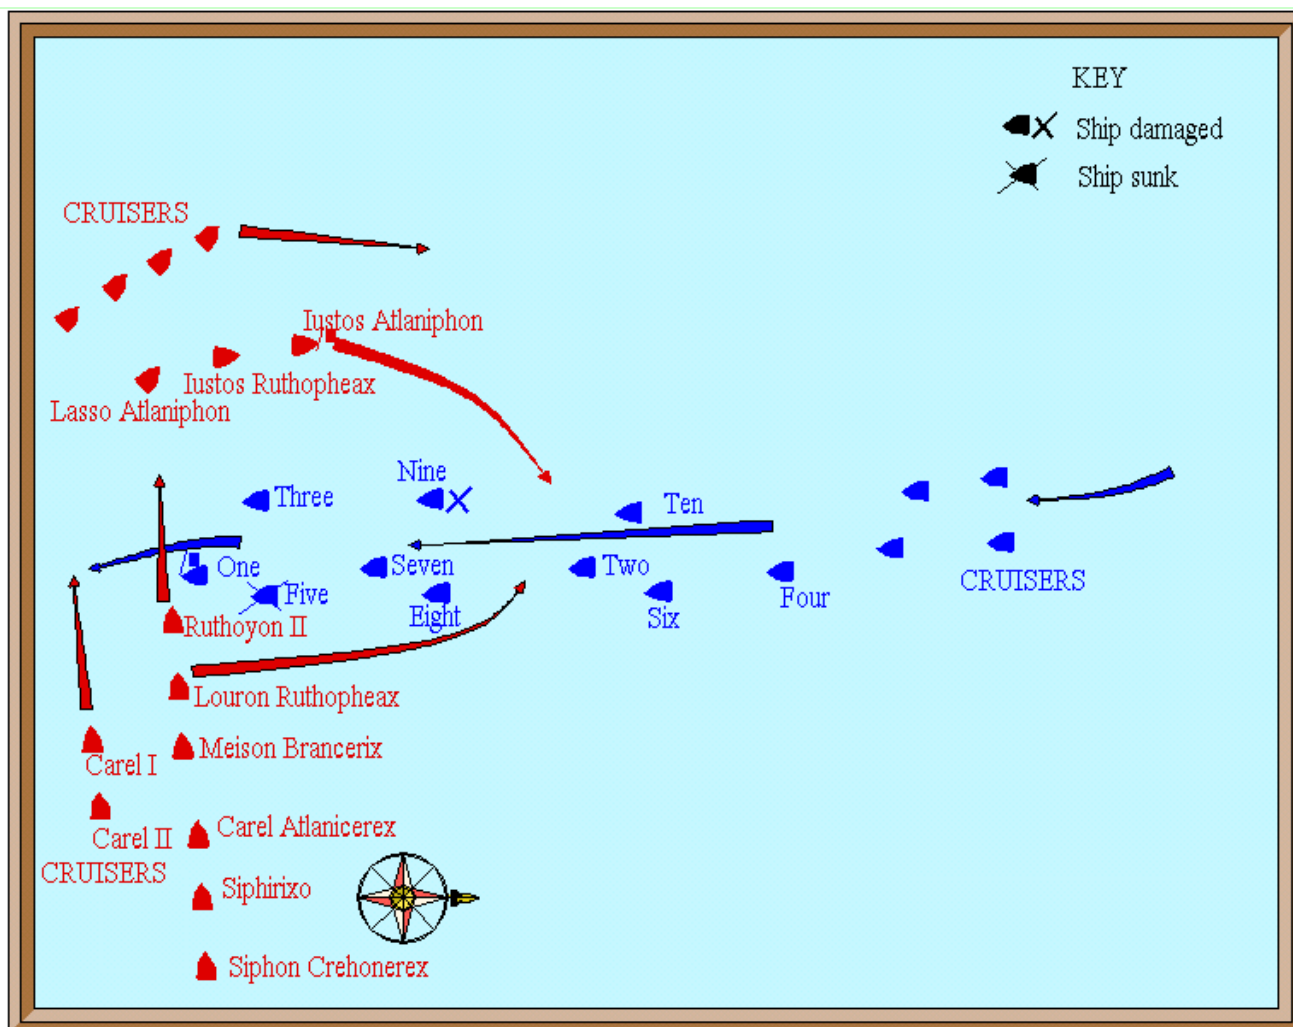 KEY
Ship damaged
Ship sunk
CRUISERS
Iustos Atlaniphon
Iustos Ruthopheax
Lasso Atlaniphon
Nine
Three
Ten
One
Seven
Two
Five
Eight
Six
Four
CRUISERS
Ruthoyon II
Louron Ruthopheax
Meison Brancerix
Carel I
Carel II
Carel Atlanicerex
CRUISERS
Siphirixo
Siphon Crehonerex